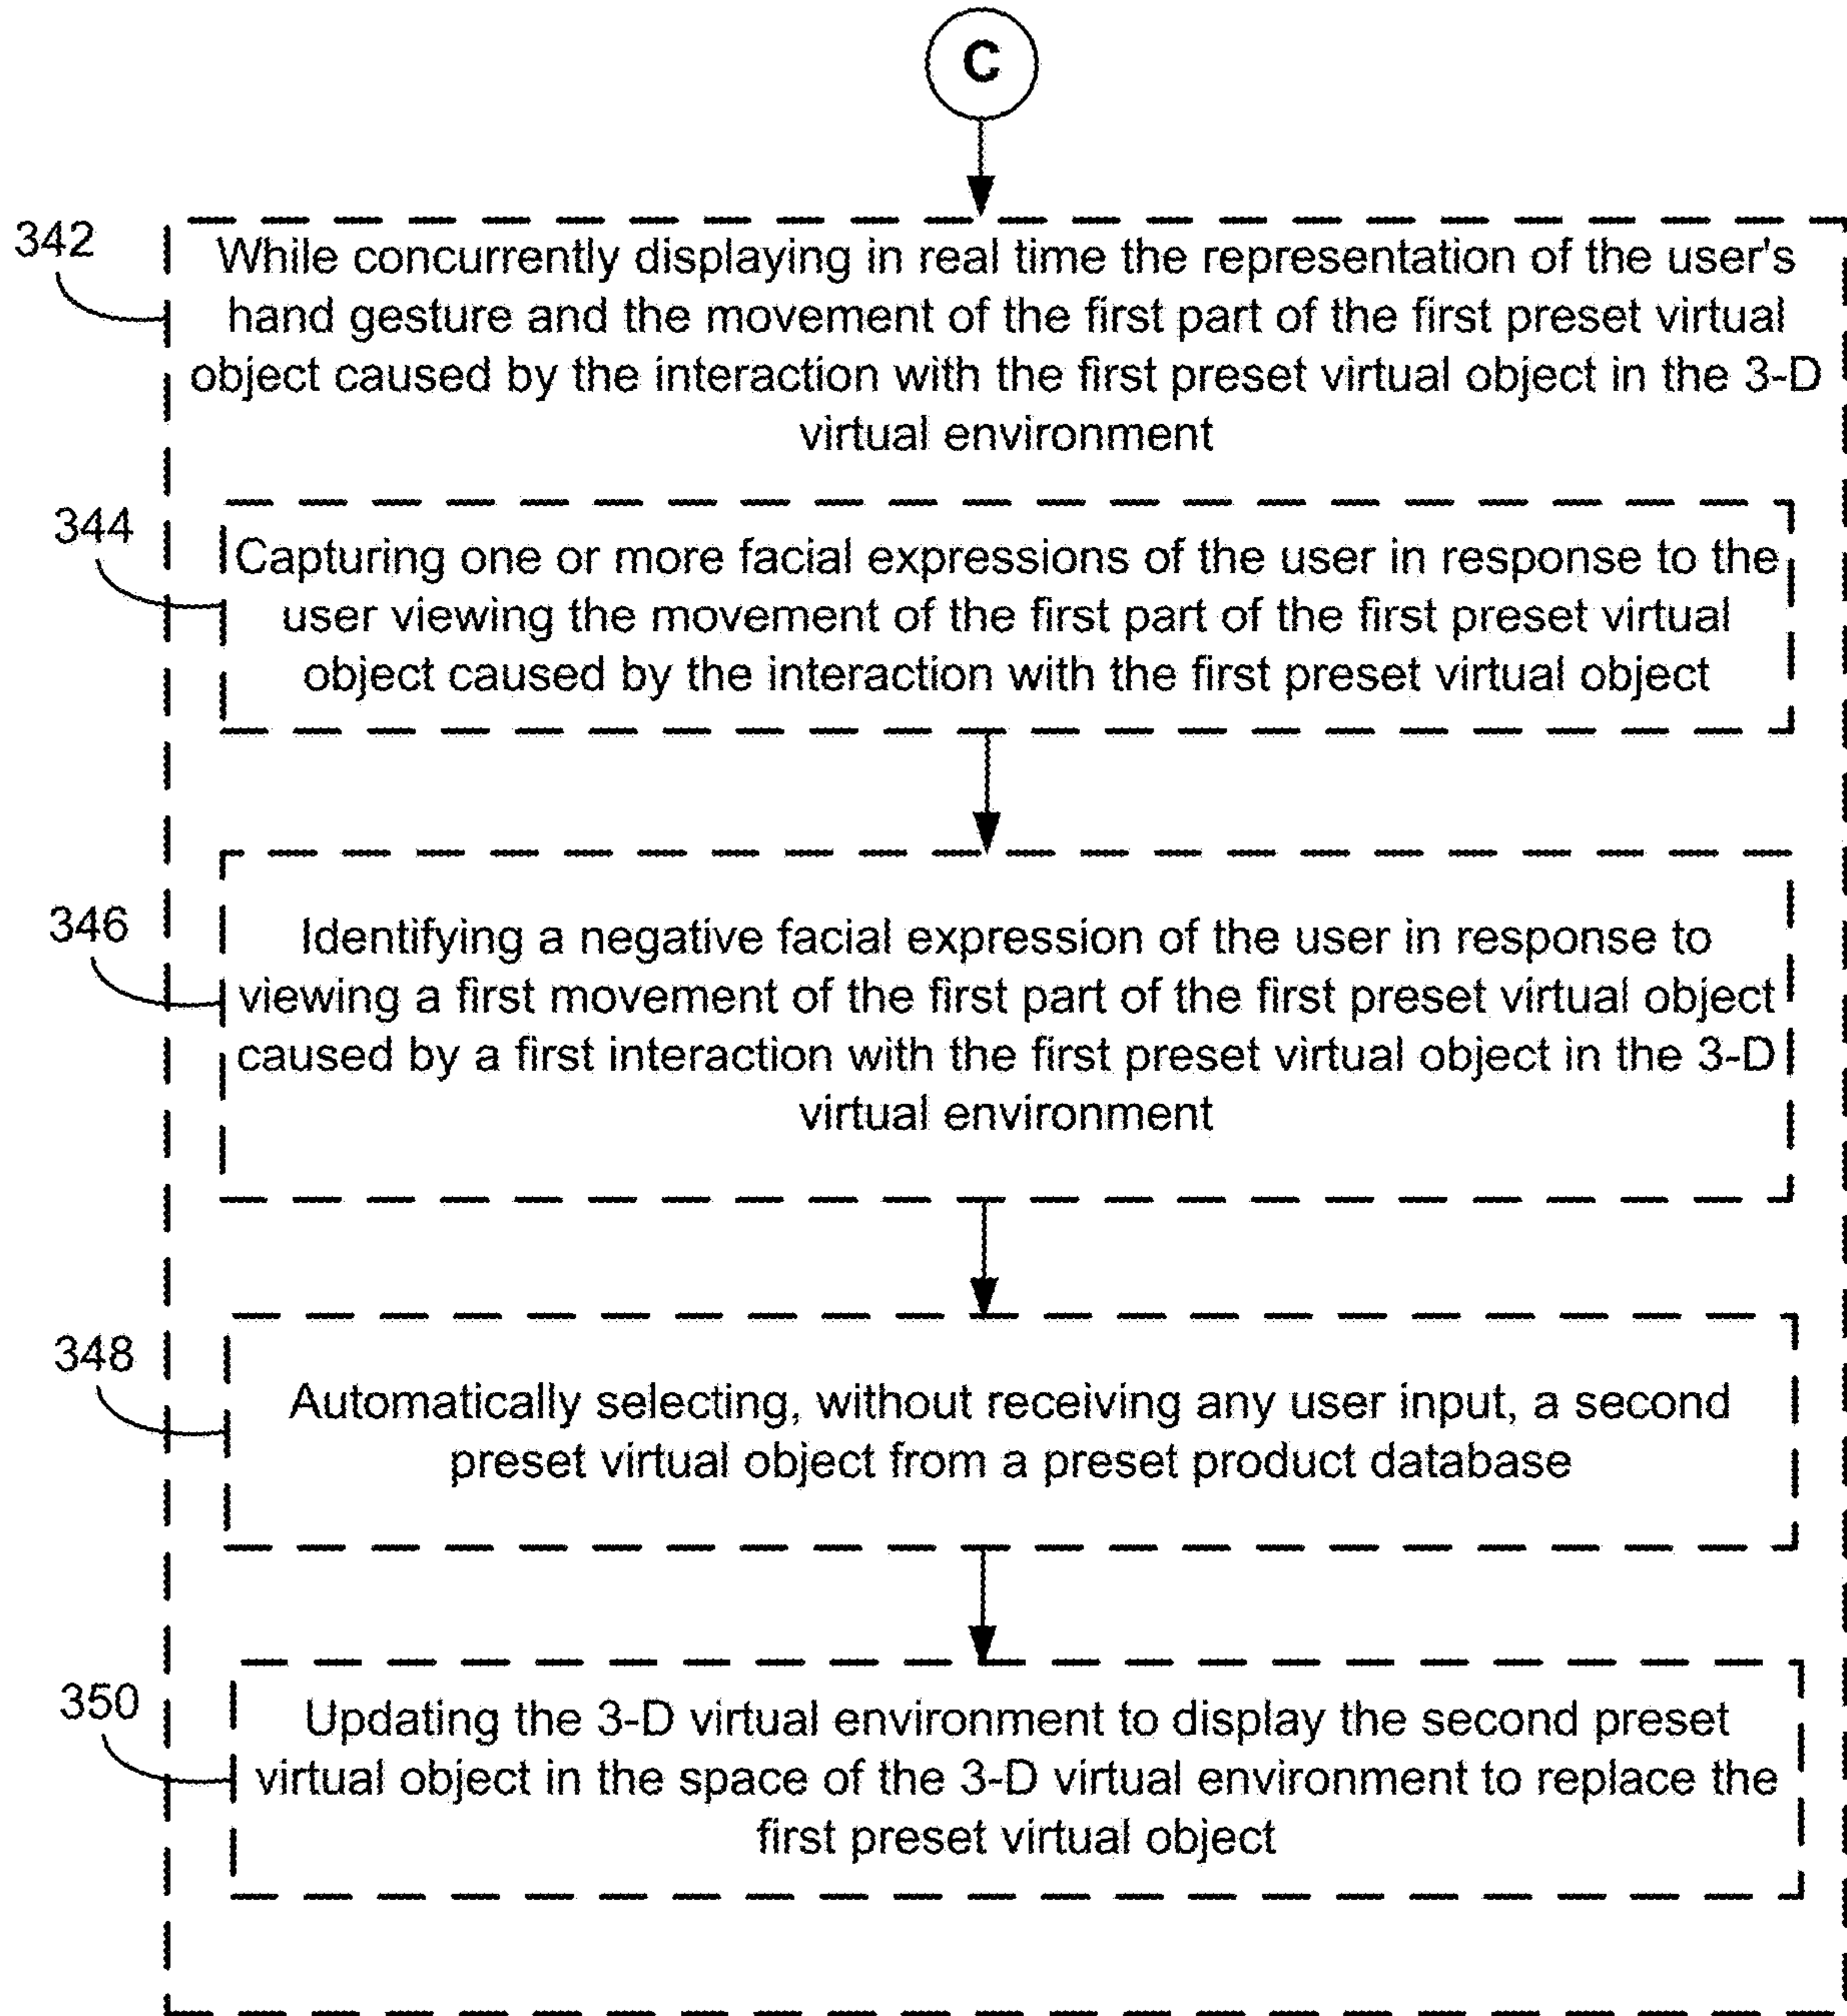 C
342
While concurrently displaying in real time the representation of the user's
hand gesture and the movement of the first part of the first preset virtual
object caused by the interaction with the first preset virtual object in the 3-D
virtual environment
344
Capturing one or more facial expressions of the user in response to the
user viewing the movement of the first part of the first preset virtual
object caused by the interaction with the first preset virtual object
346
Identifying a negative facial expression of the user in response to
viewing a first movement of the first part of the first preset virtual object
caused by a first interaction with the first preset virtual object in the 3-D
virtual environment
348
Automatically selecting, without receiving any user input, a second
preset virtual object from a preset product database
350
Updating the 3-D virtual environment to display the second preset
virtual object in the space of the 3-D virtual environment to replace the
first preset virtual object